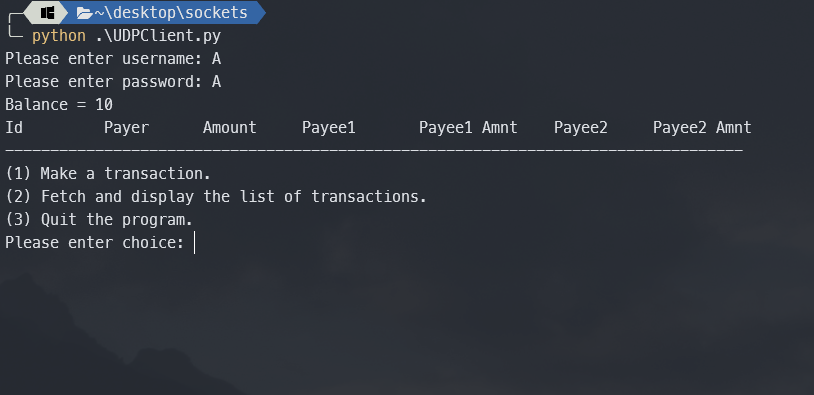 ~\desktop\sockets
python .\UDPClient.py
Please enter username: A
Please enter password: A
Balance = 10
Id Payer Amount Payee1 Payee1 Amnt Payee2 Payee2 Amnt
----------------------------------------------------------------------------------
(1) Make a transaction.
(2) Fetch and display the list of transactions.
(3) Quit the program.
Please enter choice: